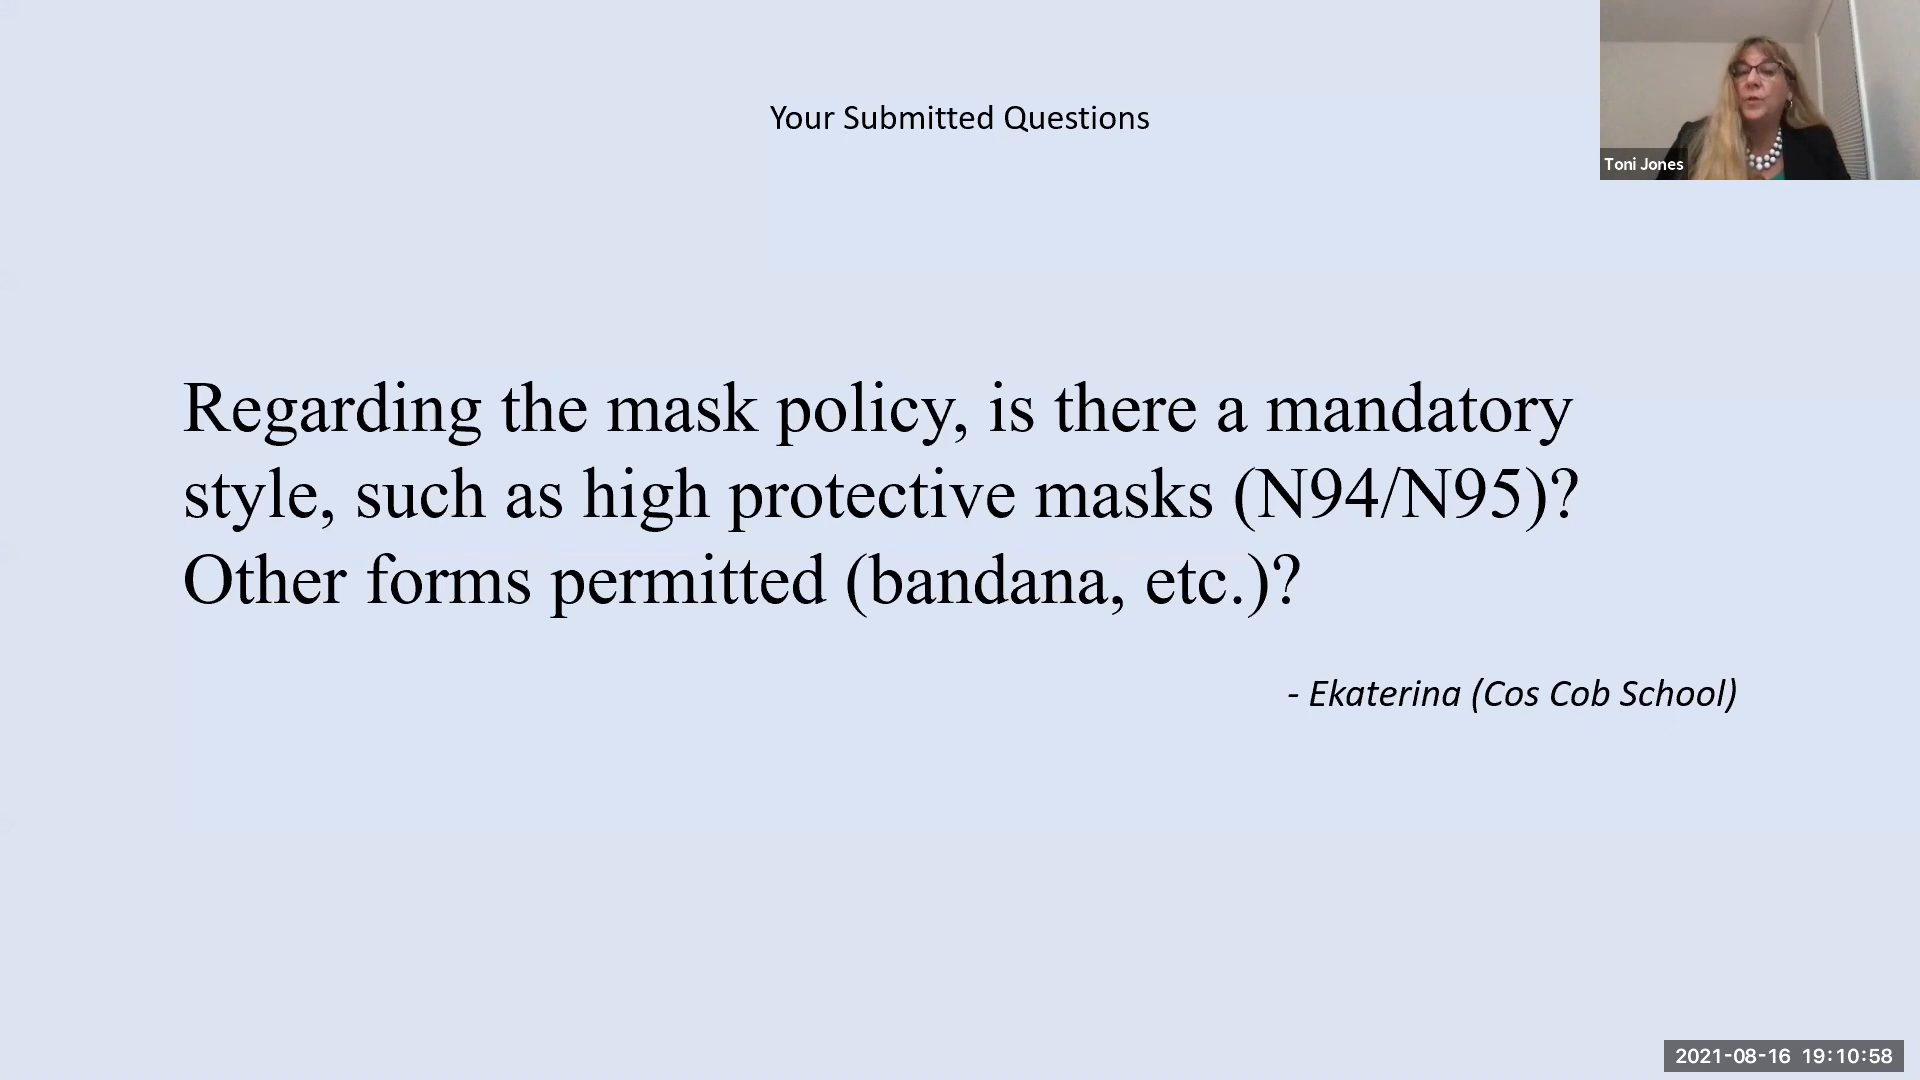 Your Submitted Questions
Toni Jones
Regarding the mask policy, is there a mandatory
style, such as high protective masks (N94/N95)?
Other forms permitted (bandana, etc.)?
- Ekaterina (Cos Cob School)
2021-08-16 19:10:58